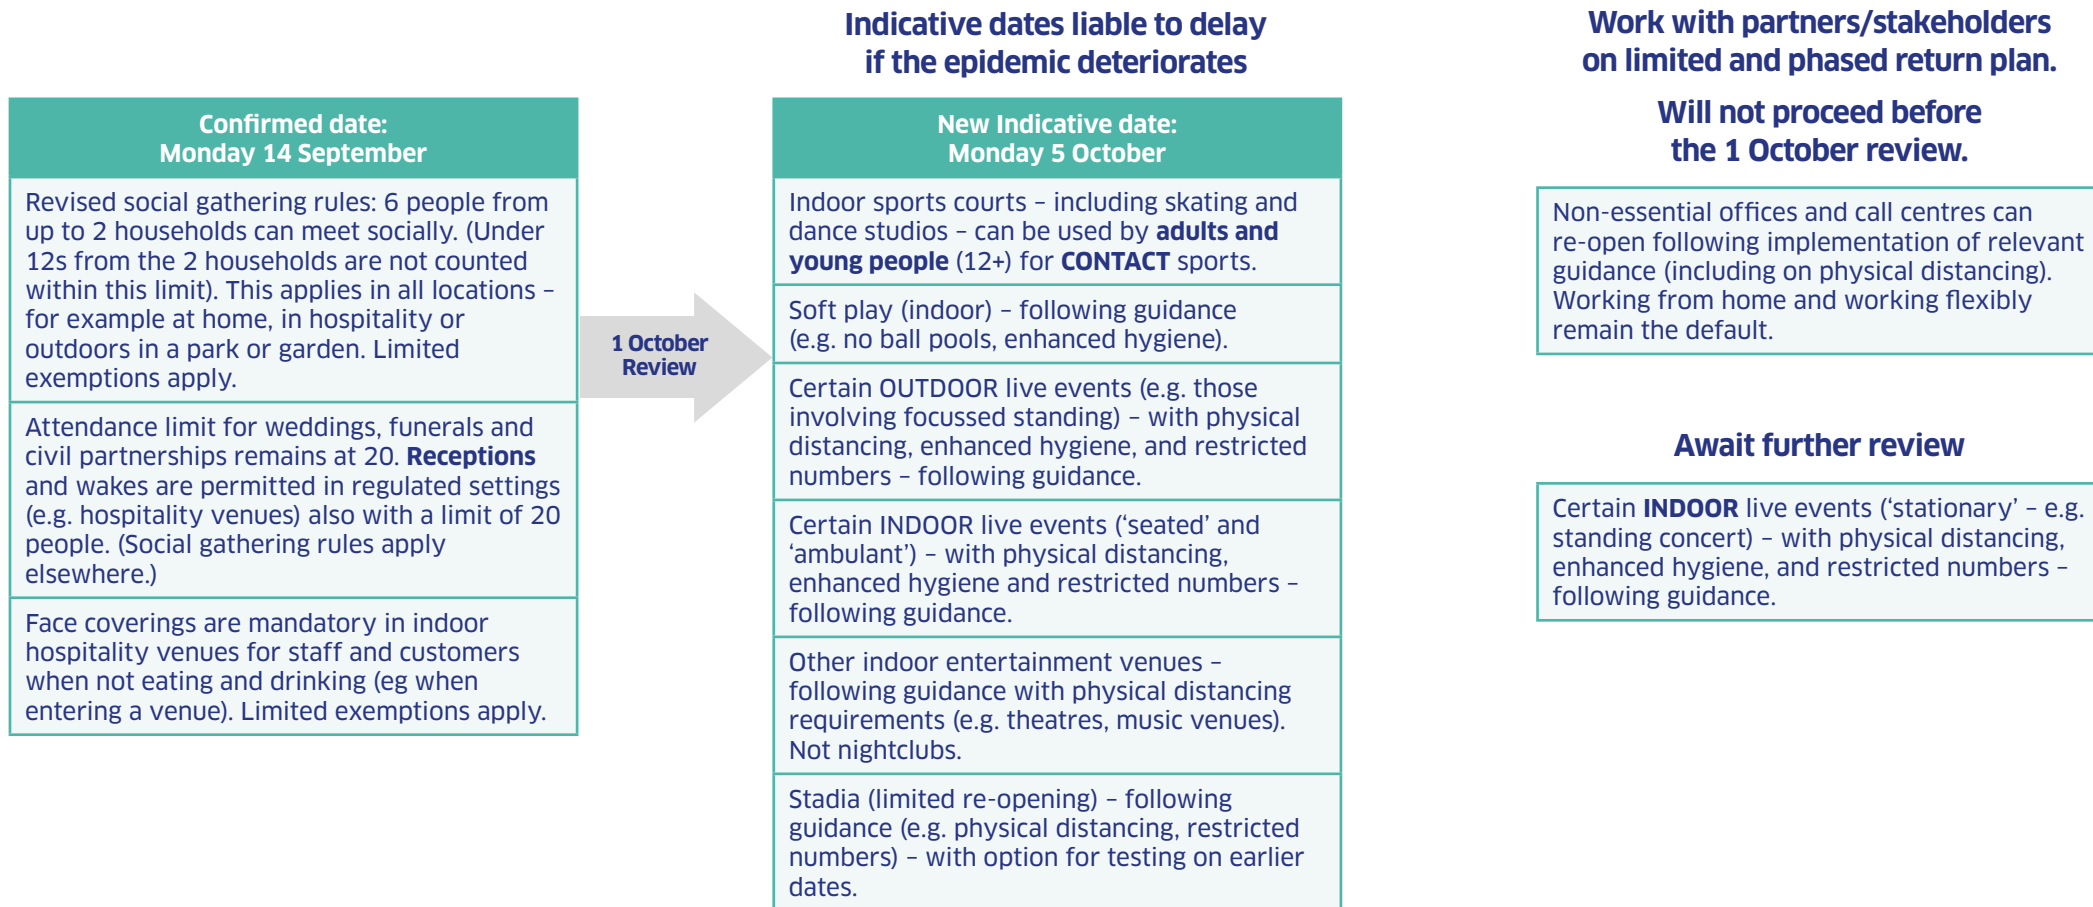 Indicative dates liable to delay
if the epidemic deteriorates
Work with partners/stakeholders
on limited and phased return plan.
Will not proceed before
the 1 October review.
Confirmed date:
Monday 14 September
Revised social gathering rules: 6 people from
up to 2 households can meet socially. (Under
12s from the 2 households are not counted
within this limit). This applies in all locations –
for example at home, in hospitality or
outdoors in a park or garden. Limited
exemptions apply.
Attendance limit for weddings, funerals and
civil partnerships remains at 20. Receptions
and wakes are permitted in regulated settings
(e.g. hospitality venues) also with a limit of 20
people. (Social gathering rules apply
elsewhere.)
Face coverings are mandatory in indoor
hospitality venues for staff and customers
when not eating and drinking (eg when
entering a venue). Limited exemptions apply.
1 October
Review
New Indicative date:
Monday 5 October
Indoor sports courts – including skating and
dance studios – can be used by adults and
young people (12+) for CONTACT sports.
Soft play (indoor) – following guidance
(e.g. no ball pools, enhanced hygiene).
Certain OUTDOOR live events (e.g. those
involving focussed standing) – with physical
distancing, enhanced hygiene, and restricted
numbers – following guidance.
Certain INDOOR live events (‘seated’ and
‘ambulant’) – with physical distancing,
enhanced hygiene and restricted numbers –
following guidance.
Other indoor entertainment venues –
following guidance with physical distancing
requirements (e.g. theatres, music venues).
Not nightclubs.
Stadia (limited re-opening) – following
guidance (e.g. physical distancing, restricted
numbers) – with option for testing on earlier
dates.
Non-essential offices and call centres can
re-open following implementation of relevant
guidance (including on physical distancing).
Working from home and working flexibly
remain the default.
Await further review
Certain INDOOR live events (‘stationary’ – e.g.
standing concert) – with physical distancing,
enhanced hygiene, and restricted numbers –
following guidance.